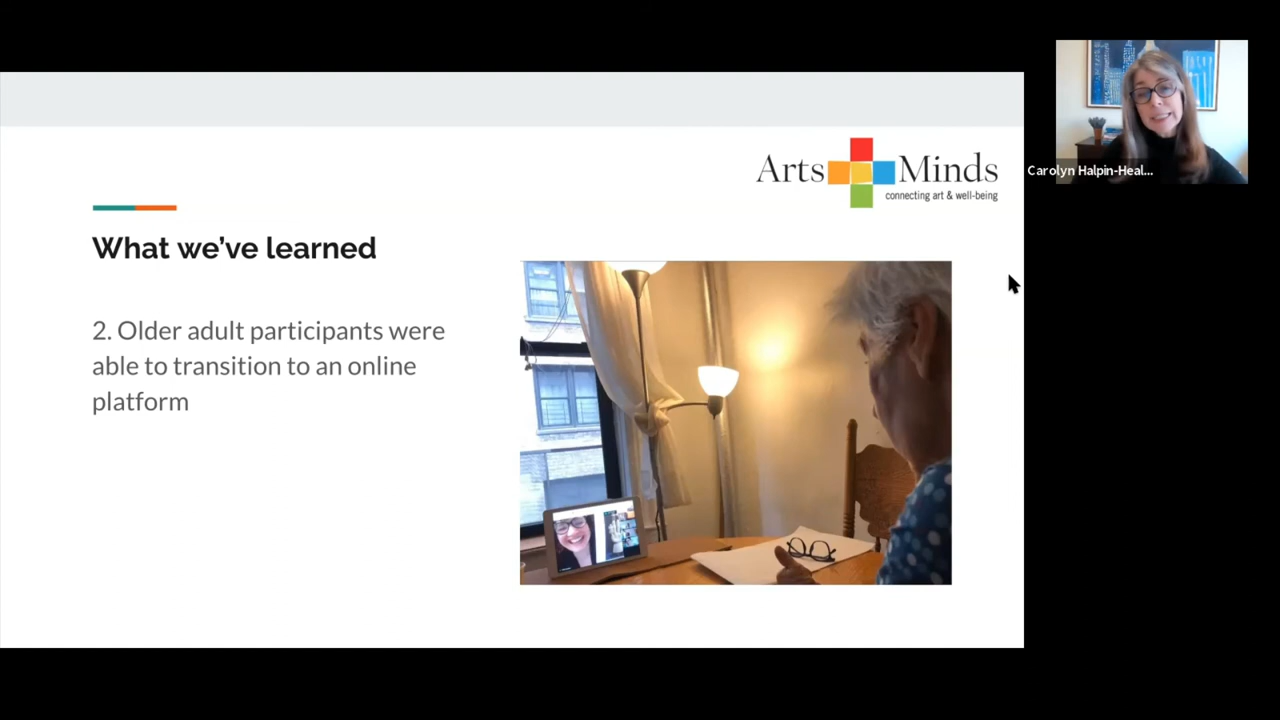 Arts Minds
connecting art & well-being
Carolyn Halpin-Heal...
What we've learned
2. Older adult participants were
able to transition to an online
platform